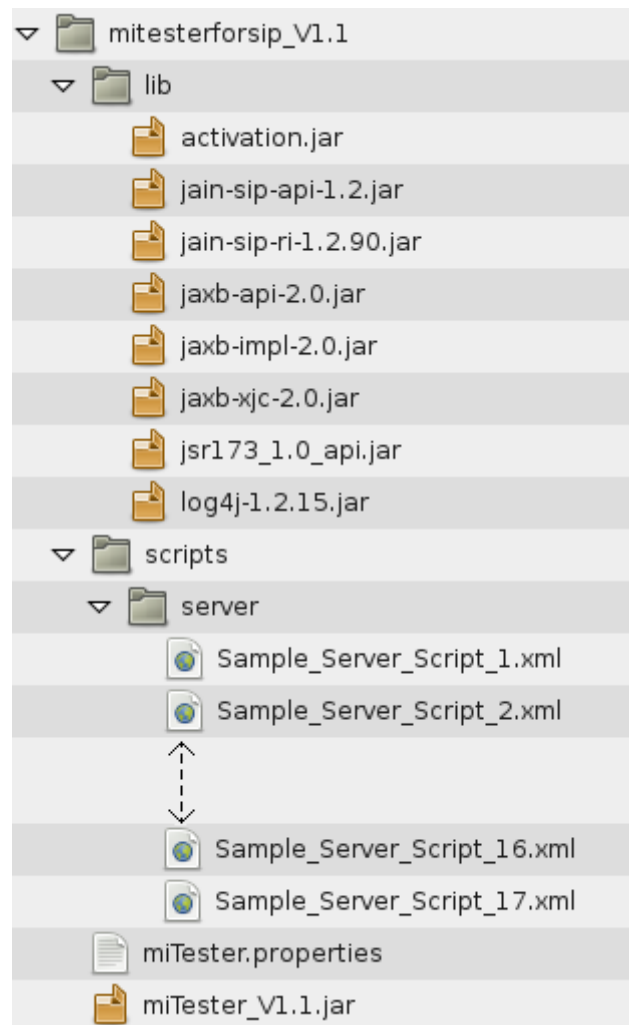 mitesterforsip_V1.1
lib
activation.jar
jain-sip-api-1.2.jar
jain-sip-ri-1.2.90.jar
jaxb-api-2.0.jar
jaxb-impl-2.0.jar
jaxb-xjc-2.0.jar
jsr173_1.0_api.jar
log4j-1.2.15.jar
scripts
server
Sample_Server_Script_1.xml
Sample_Server_Script_2.xml
Sample_Server_Script_16.xml
Sample_Server_Script_17.xml
miTester.properties
miTester_V1.1.jar